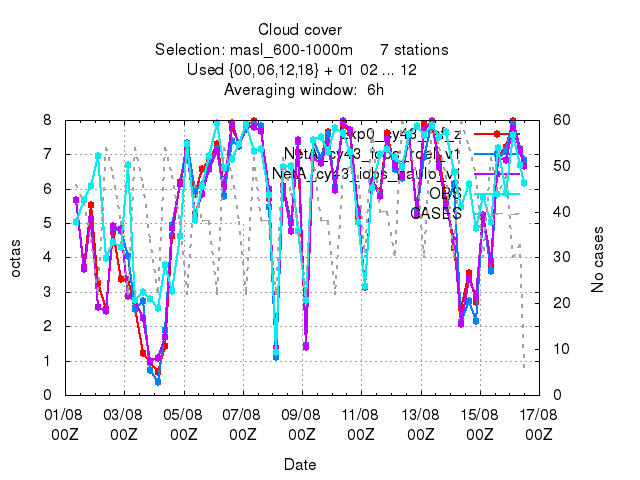 Cloud cover
Selection: masl_600-1000m 7 stations
Used {00,06,12,18} + 01 02 ... 12
Averaging window: 6h
8
7
6
5
4
3
2
1
0
octas
60
50
40
30
20
10
0
No cases
OBS
CASES
01/08 03/08 05/08 07/08 09/08 11/08 13/08 15/08 17/08
00Z 00Z 00Z 00Z 00Z 00Z 00Z 00Z 00Z
Date